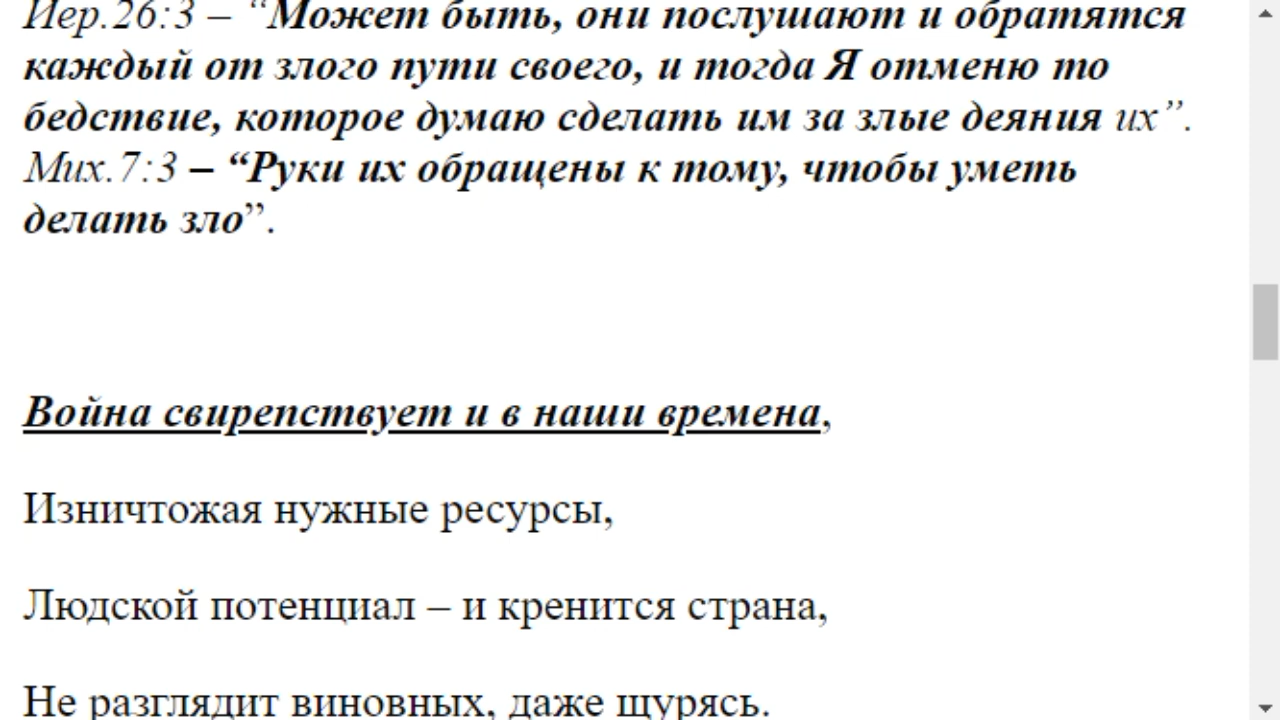 Иер.26:3 – “Может быть, они послушают и обратятся
каждый от злого пути своего, и тогда Я отменю то
бедствие, которое думаю сделать им за злые деяния их”.
Мих.7:3 – “Руки их обращены к тому, чтобы уметь
делать зло”.
Война свирепствует и в наши времена,
Изничтожая нужные ресурсы,
Людской потенциал – и кренится страна,
Не разглядит виновных, даже щурясь.